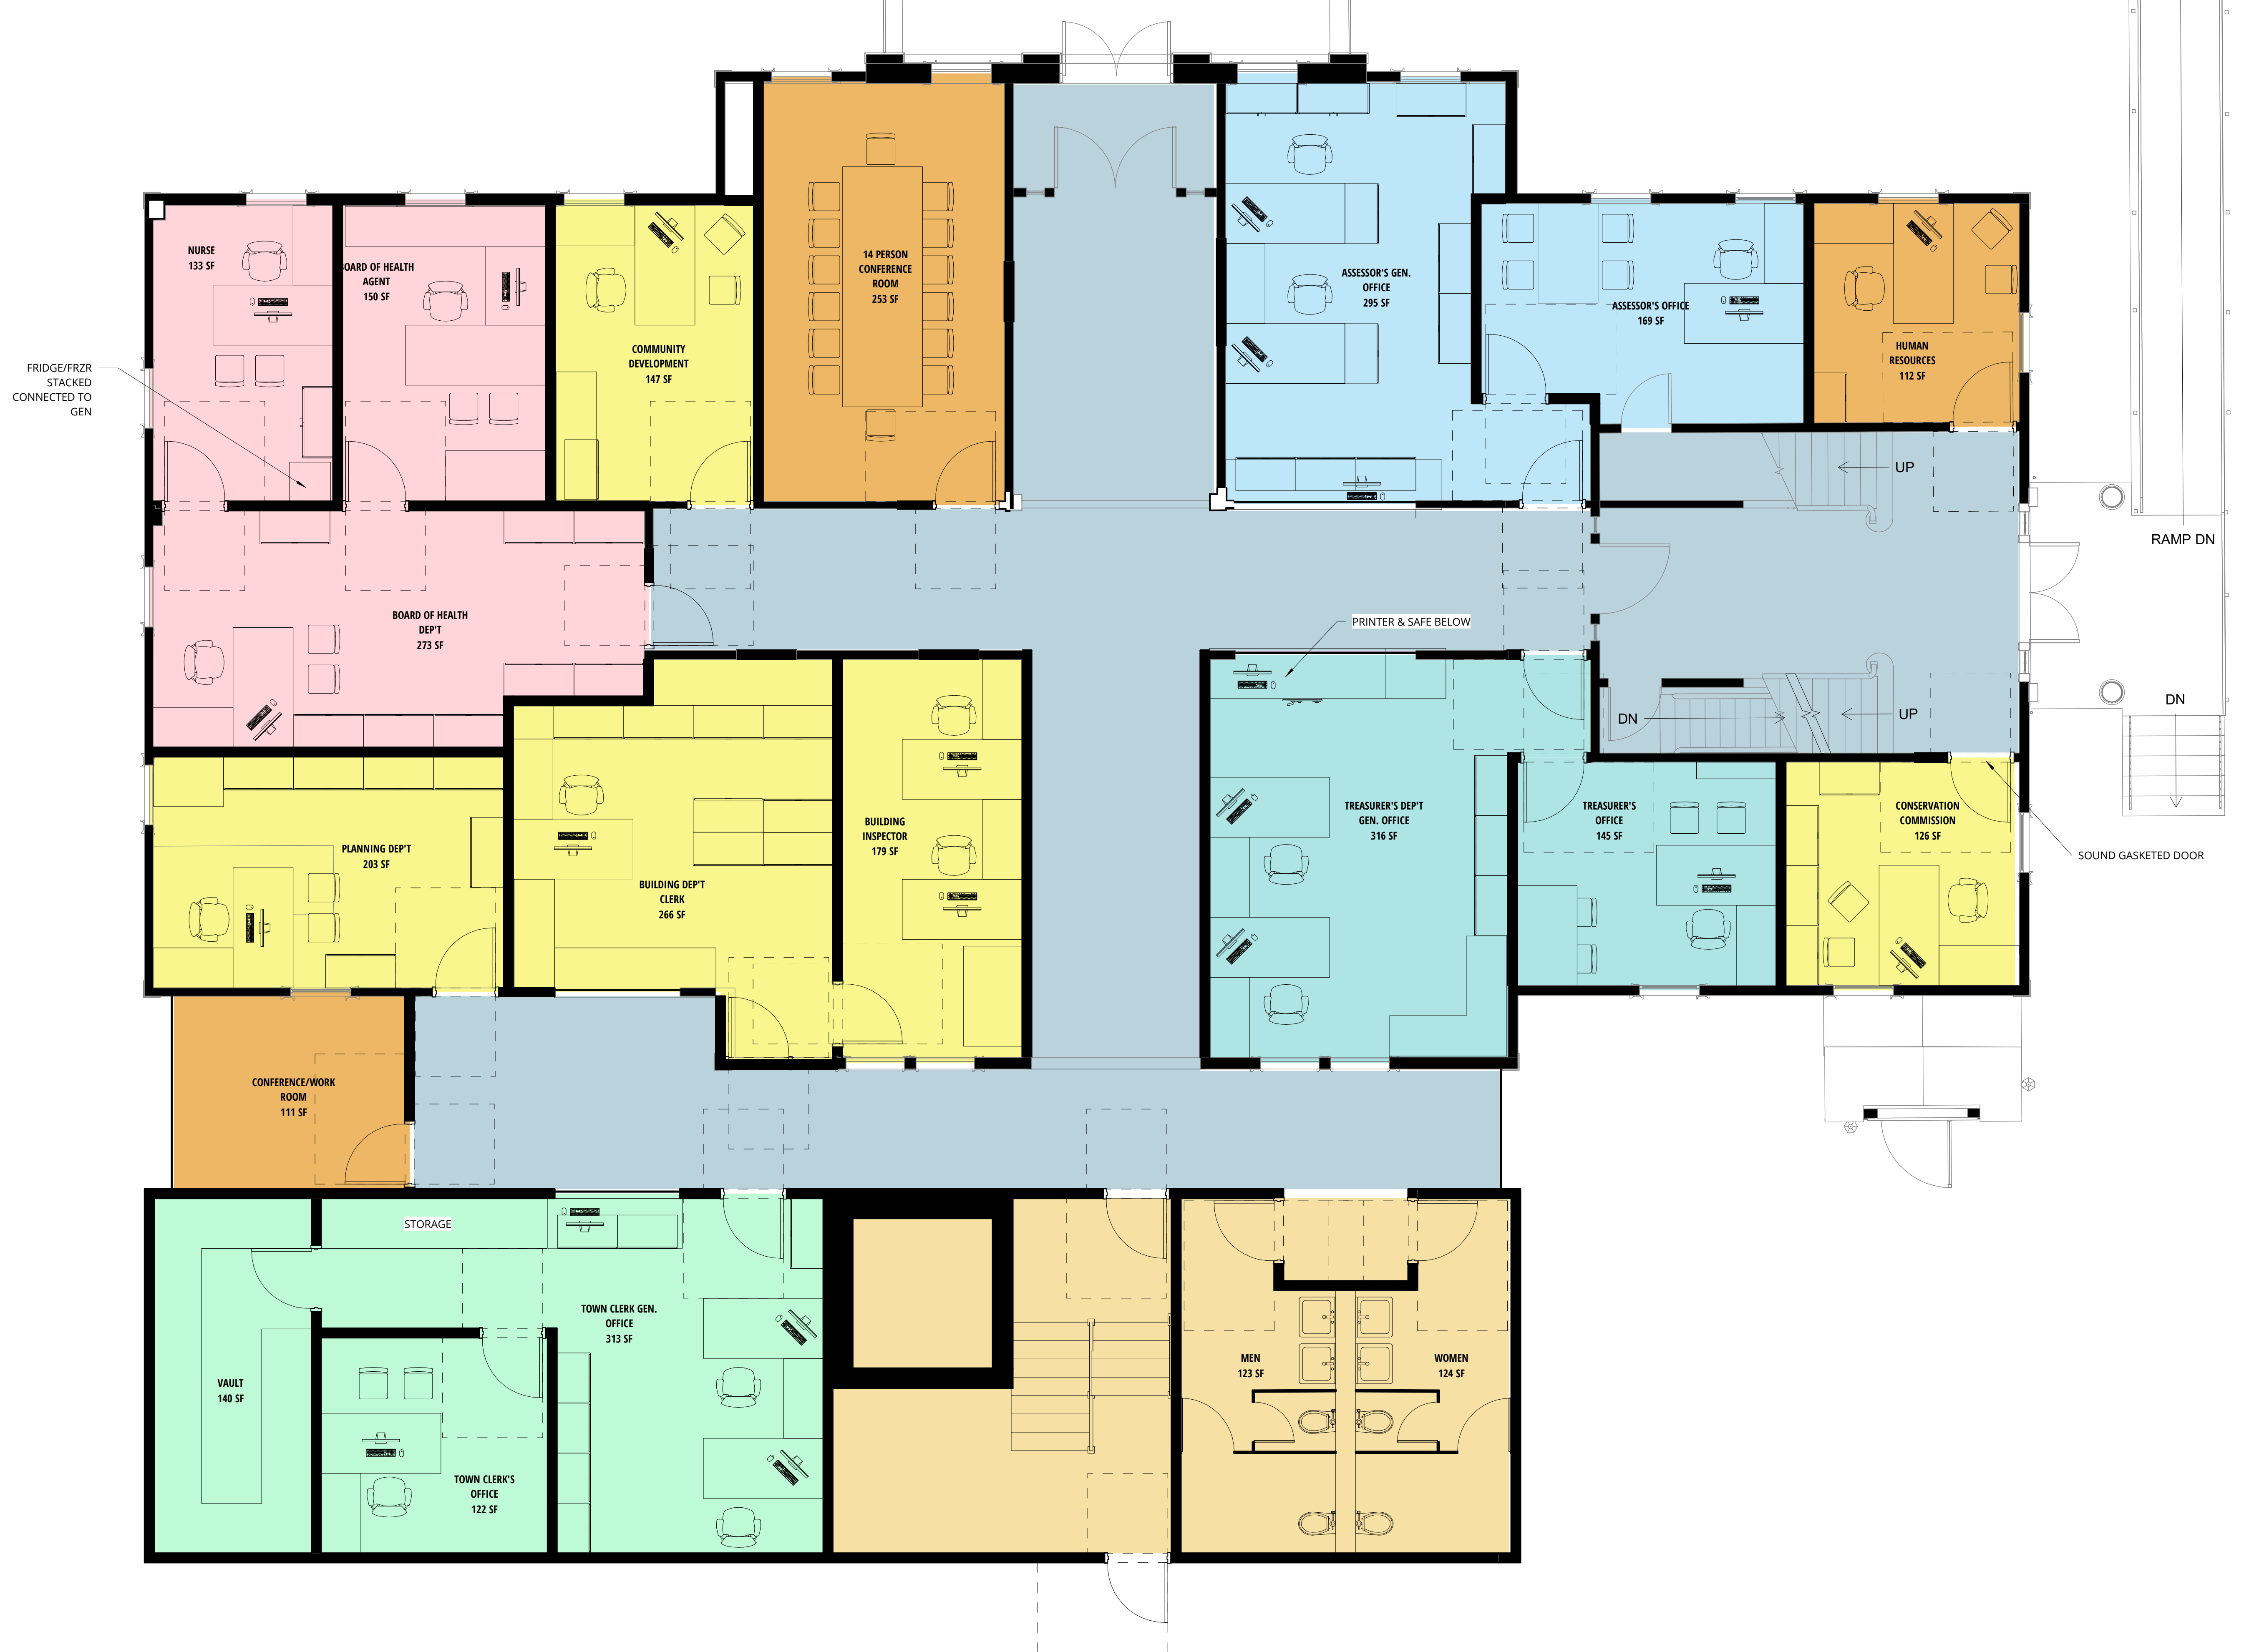 NURSE
133 SF
OARD OF HEALTH
AGENT
150 SF
COMMUNITY
DEVELOPMENT
147 SF
14 PERSON
CONFERENCE
ROOM
253 SF
ASSESSOR'S GEN.
OFFICE
295 SF
ASSESSOR'S OFFICE
169 SF
HUMAN
RESOURCES
112 SF
FRIDGE/FRZR
STACKED
CONNECTED TO
GEN
UP
RAMP DN
BOARD OF HEALTH
DEP'T
273 SF
PRINTER & SAFE BELOW
DN
UP
DN
PLANNING DEP'T
203 SF
BUILDING DEP'T
CLERK
266 SF
BUILDING
INSPECTOR
179 SF
TREASURER'S DEP'T
GEN. OFFICE
316 SF
TREASURER'S
OFFICE
145 SF
CONSERVATION
COMMISSION
126 SF
SOUND GASKETED DOOR
CONFERENCE/WORK
ROOM
111 SF
STORAGE
TOWN CLERK GEN.
OFFICE
313 SF
VAULT
140 SF
TOWN CLERK'S
OFFICE
122 SF
MEN
123 SF
WOMEN
124 SF